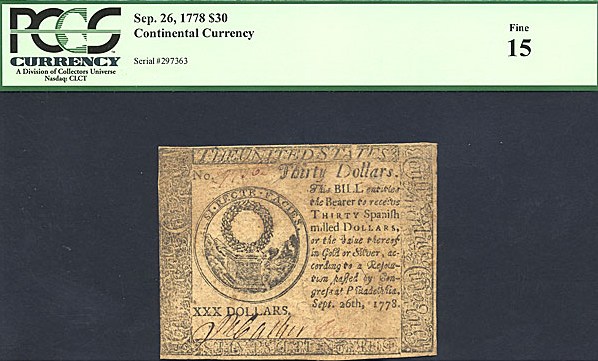 PCGS
CURRENCY
A Division of Collectors Universe
Nasdaq: CLCT
Sep. 26, 1778 $30
Continental Currency
Serial #297363
Fine
15
THE UNITED STATES
No. Thirty Dollars.
This BILL entitles
the Bearer to receive
THIRTY Spanish
milled DOLLARS,
or the Value thereof
in Gold or Silver, ac-
cording to a Resolu-
tion passed by Con-
gress at Philadelphia,
Sept. 26th, 1778.
SI RECTE FACIES.
XXX DOLLARS.